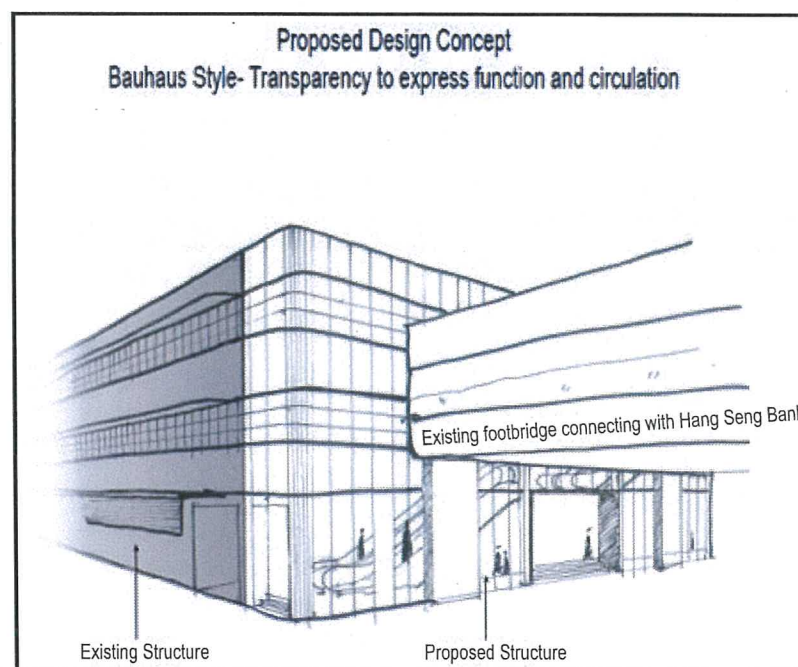 Proposed Design Concept
Bauhaus Style- Transparency to express function and circulation
Existing footbridge connecting with Hang Seng Bank
Existing Structure
Proposed Structure